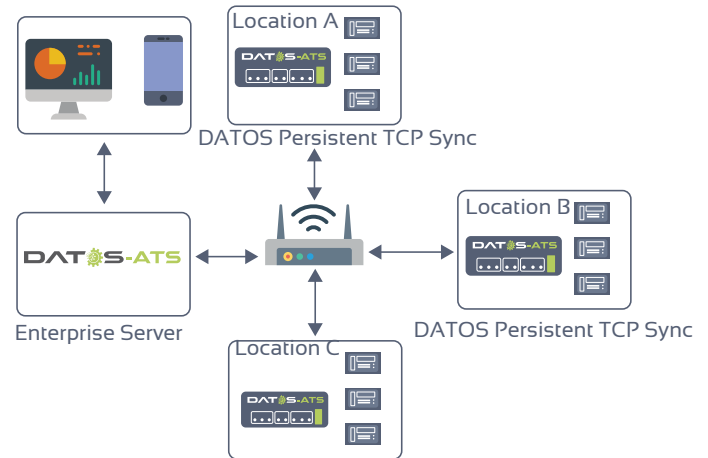 Location A
DATOS-ATS
DATOS Persistent TCP Sync
Location B
DATOS-ATS
DATOS-ATS
Enterprise Server
DATOS Persistent TCP Sync
Location C
DATOS-ATS